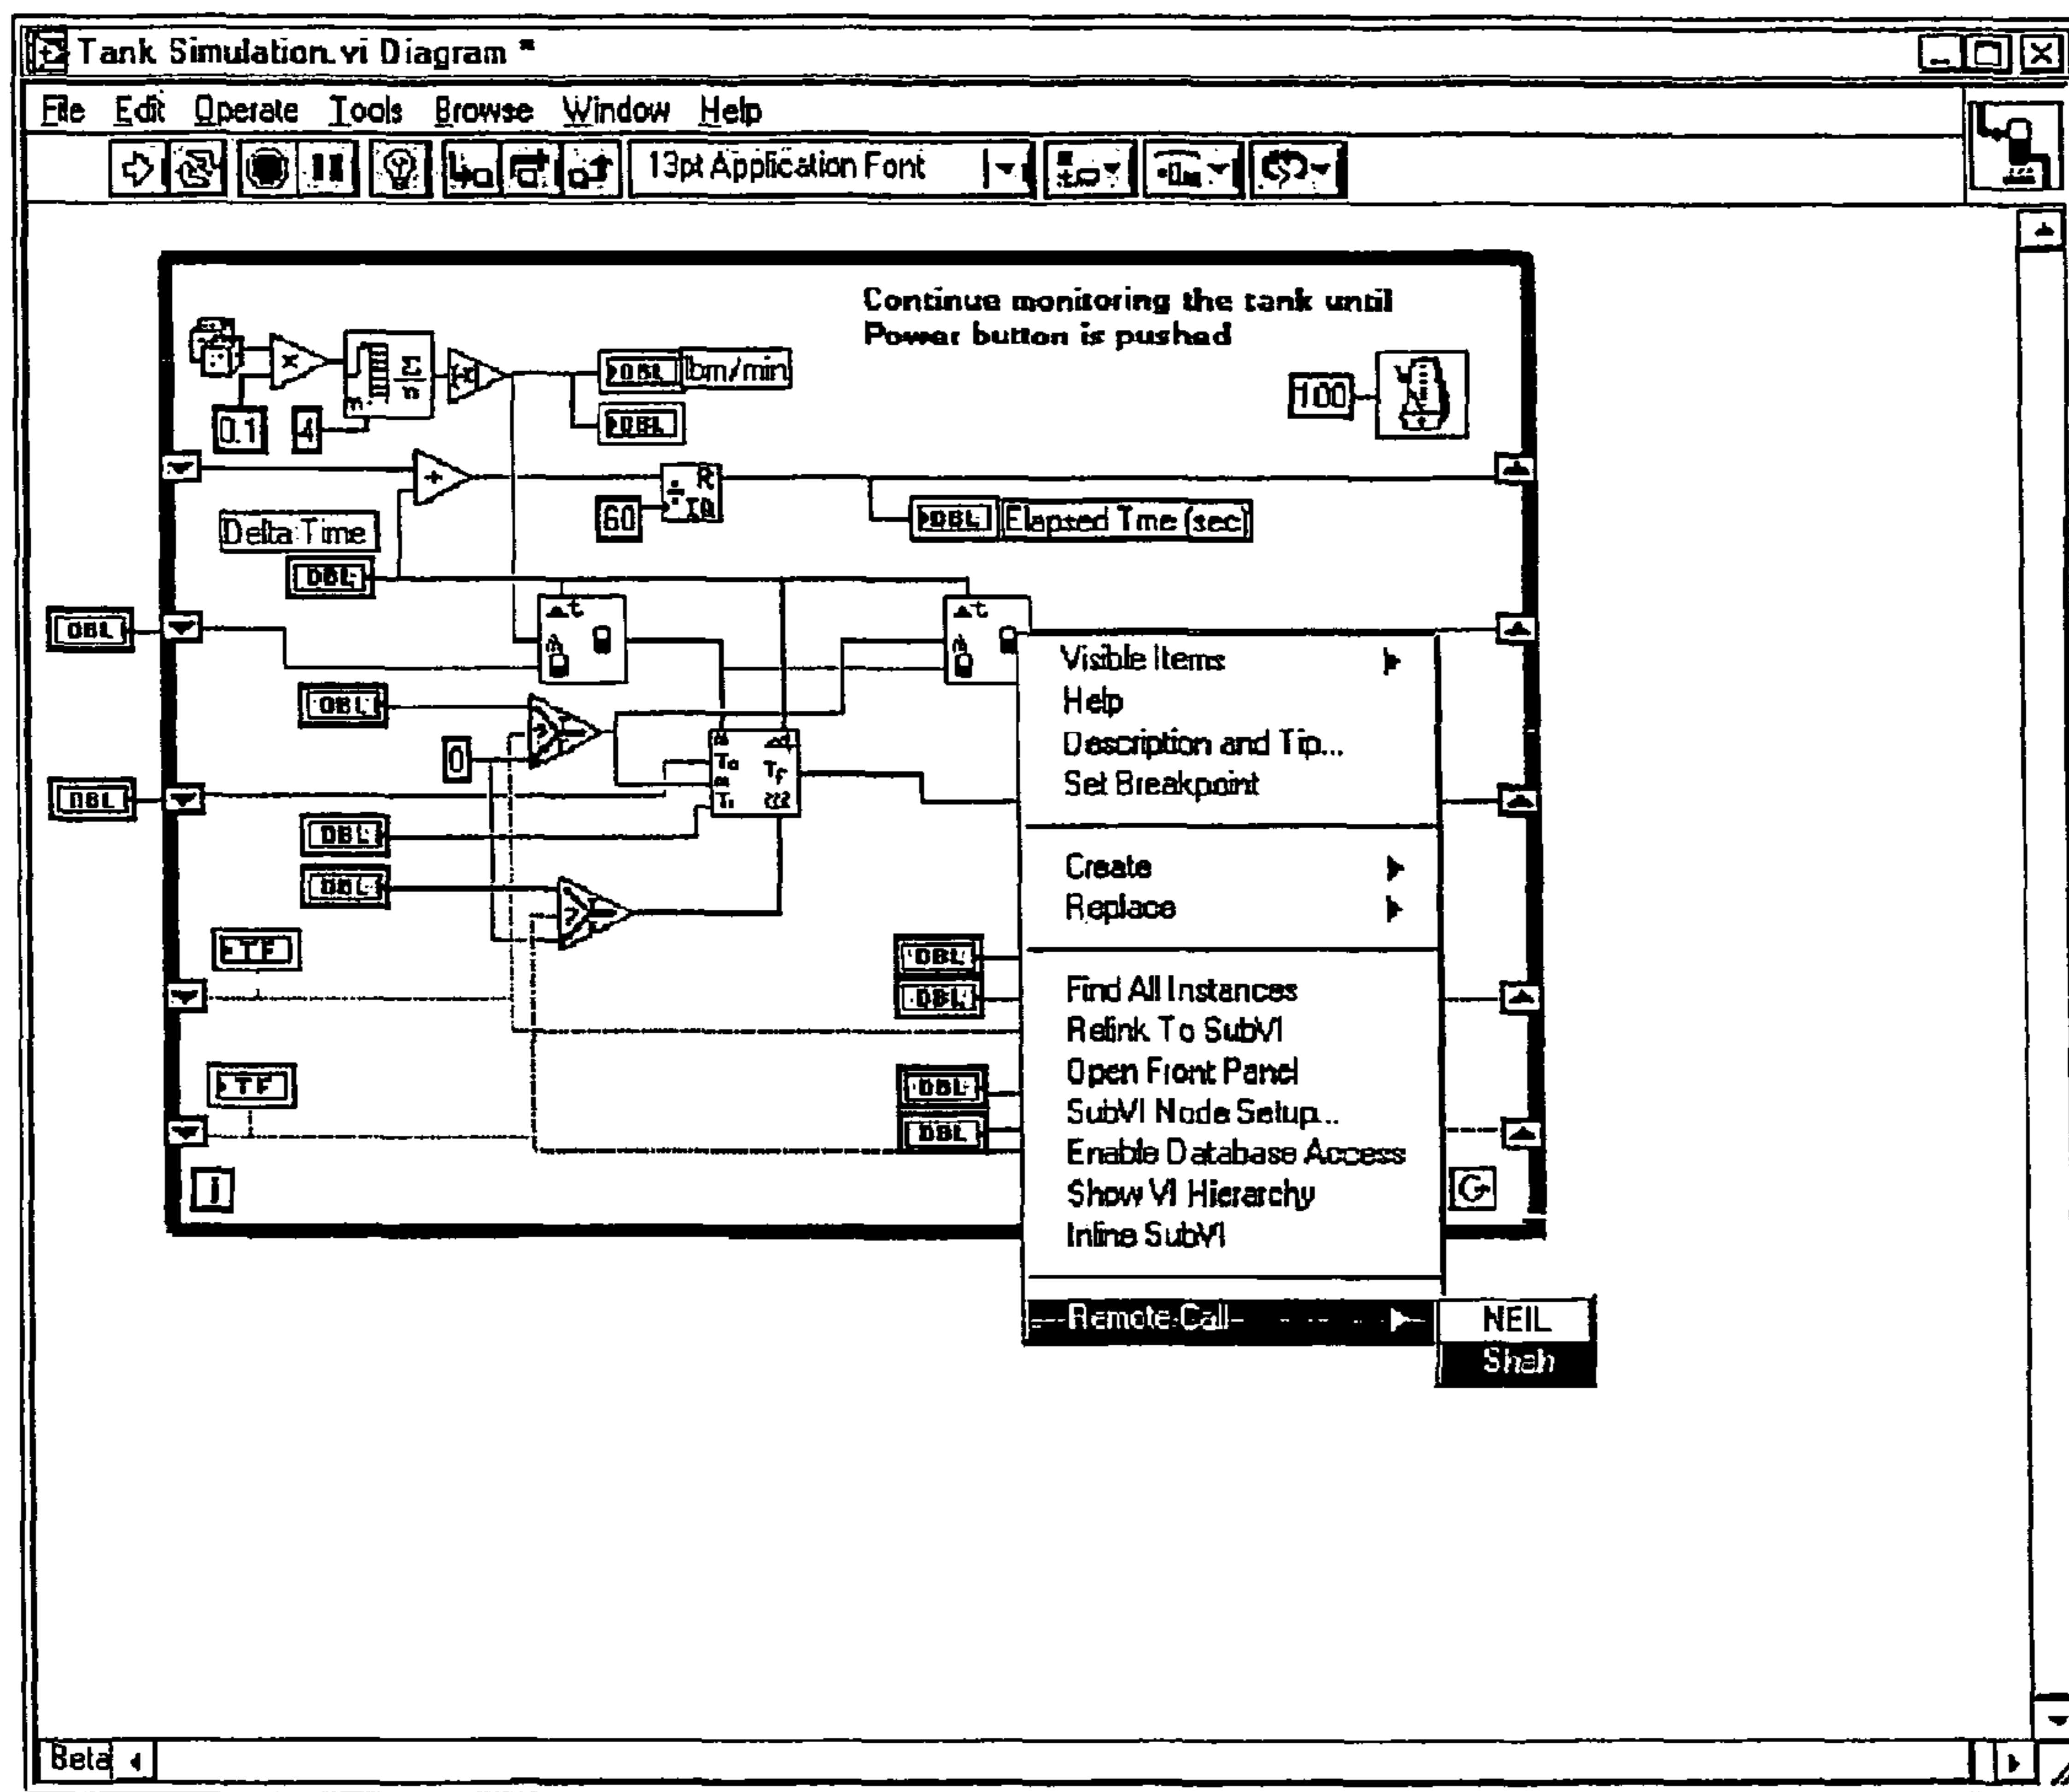 Tank Simulation.vi Diagram *
File Edit Operate Tools Browse Window Help
13pt Application Font
Continue monitoring the tank until
Power button is pushed
DBL lbm/min
100
0.1 4
DBL
+
R
60 IQ
DBL Elapsed Tme (sec)
Delta Time
DBL
DBL
t
t
Visible Items
Help
DBL
Description and Tip...
0
To Tf
Set Breakpoint
DBL
DBL
Create
DBL
Replace
TF
DBL
DBL
Find All Instances
Relink To SubVI
Open Front Panel
TF
DBL
SubVI Node Setup...
DBL
Enable Database Access
i
Show VI Hierarchy
Inline SubVI
Remote Call NEIL
Shah
Beta